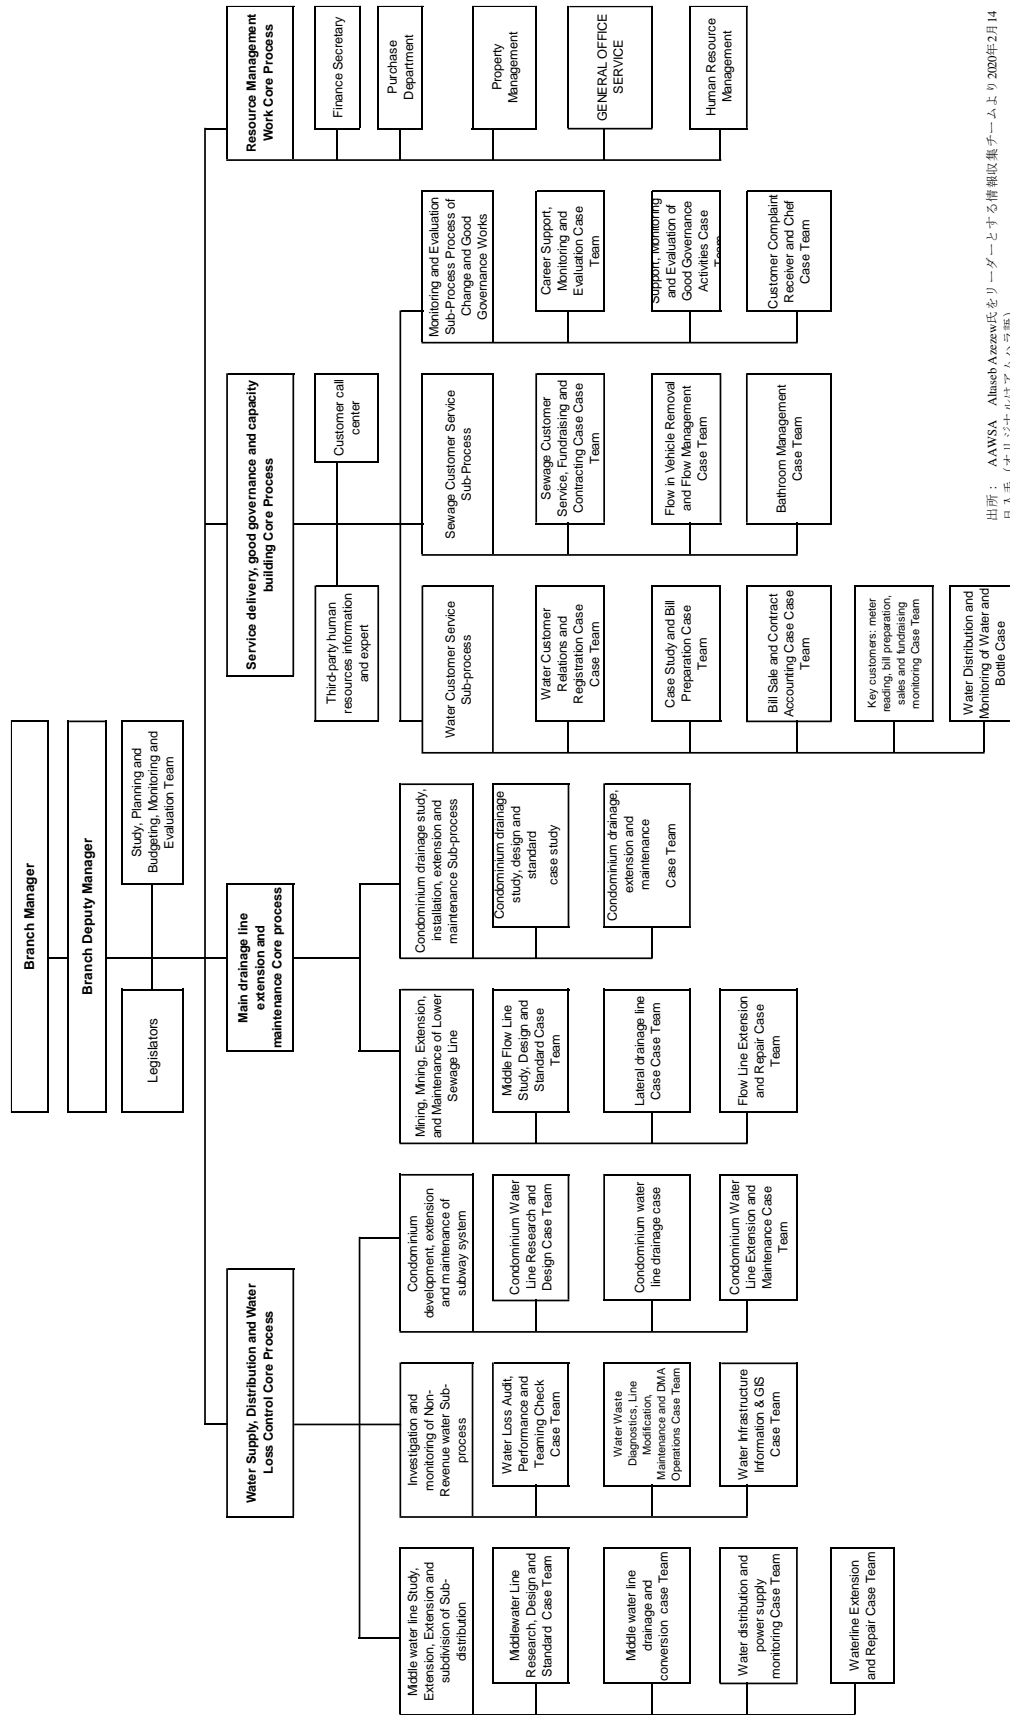 Branch Manager
Branch Deputy Manager
Legislators
Study, Planning and
Budgeting, Monitoring and
Evaluation Team
Water Supply, Distribution and Water
Loss Control Core Process
Main drainage line
extension and
maintenance Core process
Service delivery, good governance and capacity
building Core Process
Resource Management
Work Core Process
Third-party human
resources information
and expert
Customer call
center
Finance Secretary
Purchase
Department
Property
Management
GENERAL OFFICE
SERVICE
Human Resource
Management
Middle water line Study,
Extension, Extension and
subdivision of Sub-
distribution
Middlewater Line
Research, Design and
Standard Case Team
Middle water line
drainage and
conversion case Team
Water distribution and
power supply
monitoring Case Team
Waterline Extension
and Repair Case Team
Investigation and
monitoring of Non-
Revenue water Sub-
process
Water Loss Audit,
Performance and
Teaming Check
Case Team
Water Waste
Diagnostics, Line
Modification,
Maintenance and DMA
Operations Case Team
Water Infrastructure
Information & GIS
Case Team
Condominium
development, extension
and maintenance of
subway system
Condominium Water
Line Research and
Design Case Team
Condominium water
line drainage case
Condominium Water
Line Extension and
Maintenance Case
Team
Mining, Mining, Extension,
and Maintenance of Lower
Sewage Line
Middle Flow Line
Study, Design and
Standard Case
Team
Lateral drainage line
Case Case Team
Flow Line Extension
and Repair Case
Team
Condominium drainage study,
installation, extension and
maintenance Sub-process
Condominium drainage
study, design and
standard
case study
Condominium drainage,
extension and
maintenance
Case Team
Water Customer Service
Sub-process
Water Customer
Relations and
Registration Case
Case Team
Case Study and Bill
Preparation Case
Team
Bill Sale and Contract
Accounting Case Case
Team
Key customers: meter
reading, bill preparation,
sales and fundraising
monitoring Case Team
Water Distribution and
Monitoring of Water and
Bottle Case
Sewage Customer Service
Sub-Process
Sewage Customer
Service, Fundraising and
Contracting Case Case
Team
Flow in Vehicle Removal
and Flow Management
Case Team
Bathroom Management
Case Team
Monitoring and Evaluation
Sub-Process Process of
Change and Good
Governance Works
Career Support,
Monitoring and
Evaluation Case
Team
Support, Monitoring
and Evaluation of
Good Governance
Activities Case
Team
Customer Complaint
Receiver and Chef
Case Team
出所： AAWSA Altaseb Azezew氏をリーダーとする情報収集チームより2020年2月14
日入手（オリジナルはアムハラ語）